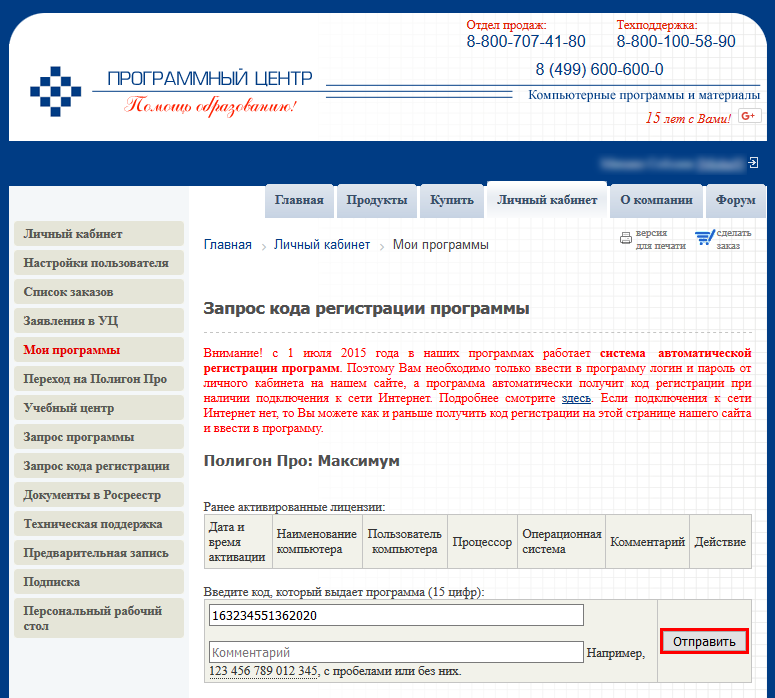 Отдел продаж:
Техподдержка:
8-800-707-41-80
8-800-100-58-90
8 (499) 600-600-0
ПРОГРАММНЫЙ ЦЕНТР
Помощь образованию!
Компьютерные программы и материалы
15 лет с Вами!
G+
Главная
Продукты
Купить
Личный кабинет
О компании
Форум
Личный кабинет
Настройки пользователя
Список заказов
Заявления в УЦ
Мои программы
Переход на Полигон Про
Учебный центр
Запрос программы
Запрос кода регистрации
Документы в Росреестр
Техническая поддержка
Предварительная запись
Подписка
Персональный рабочий
стол
Главная › Личный кабинет › Мои программы
версия
для печати
сделать
заказ
Запрос кода регистрации программы
Внимание! с 1 июля 2015 года в наших программах работает система автоматической
регистрации программ. Поэтому Вам необходимо только ввести в программу логин и пароль от
личного кабинета на нашем сайте, а программа автоматически получит код регистрации при
наличии подключения к сети Интернет. Подробнее смотрите здесь. Если подключения к сети
Интернет нет, то Вы можете как и раньше получить код регистрации на этой странице нашего сайта
и ввести в программу.
Полигон Про: Максимум
Ранее активированные лицензии:
Дата и
время
активации
Наименование
компьютера
Пользователь
компьютера
Процессор
Операционная
система
Комментарий
Действие
Введите код, который выдает программа (15 цифр):
163234551362020
Комментарий
Например,
123 456 789 012 345, с пробелами или без них.
Отправить